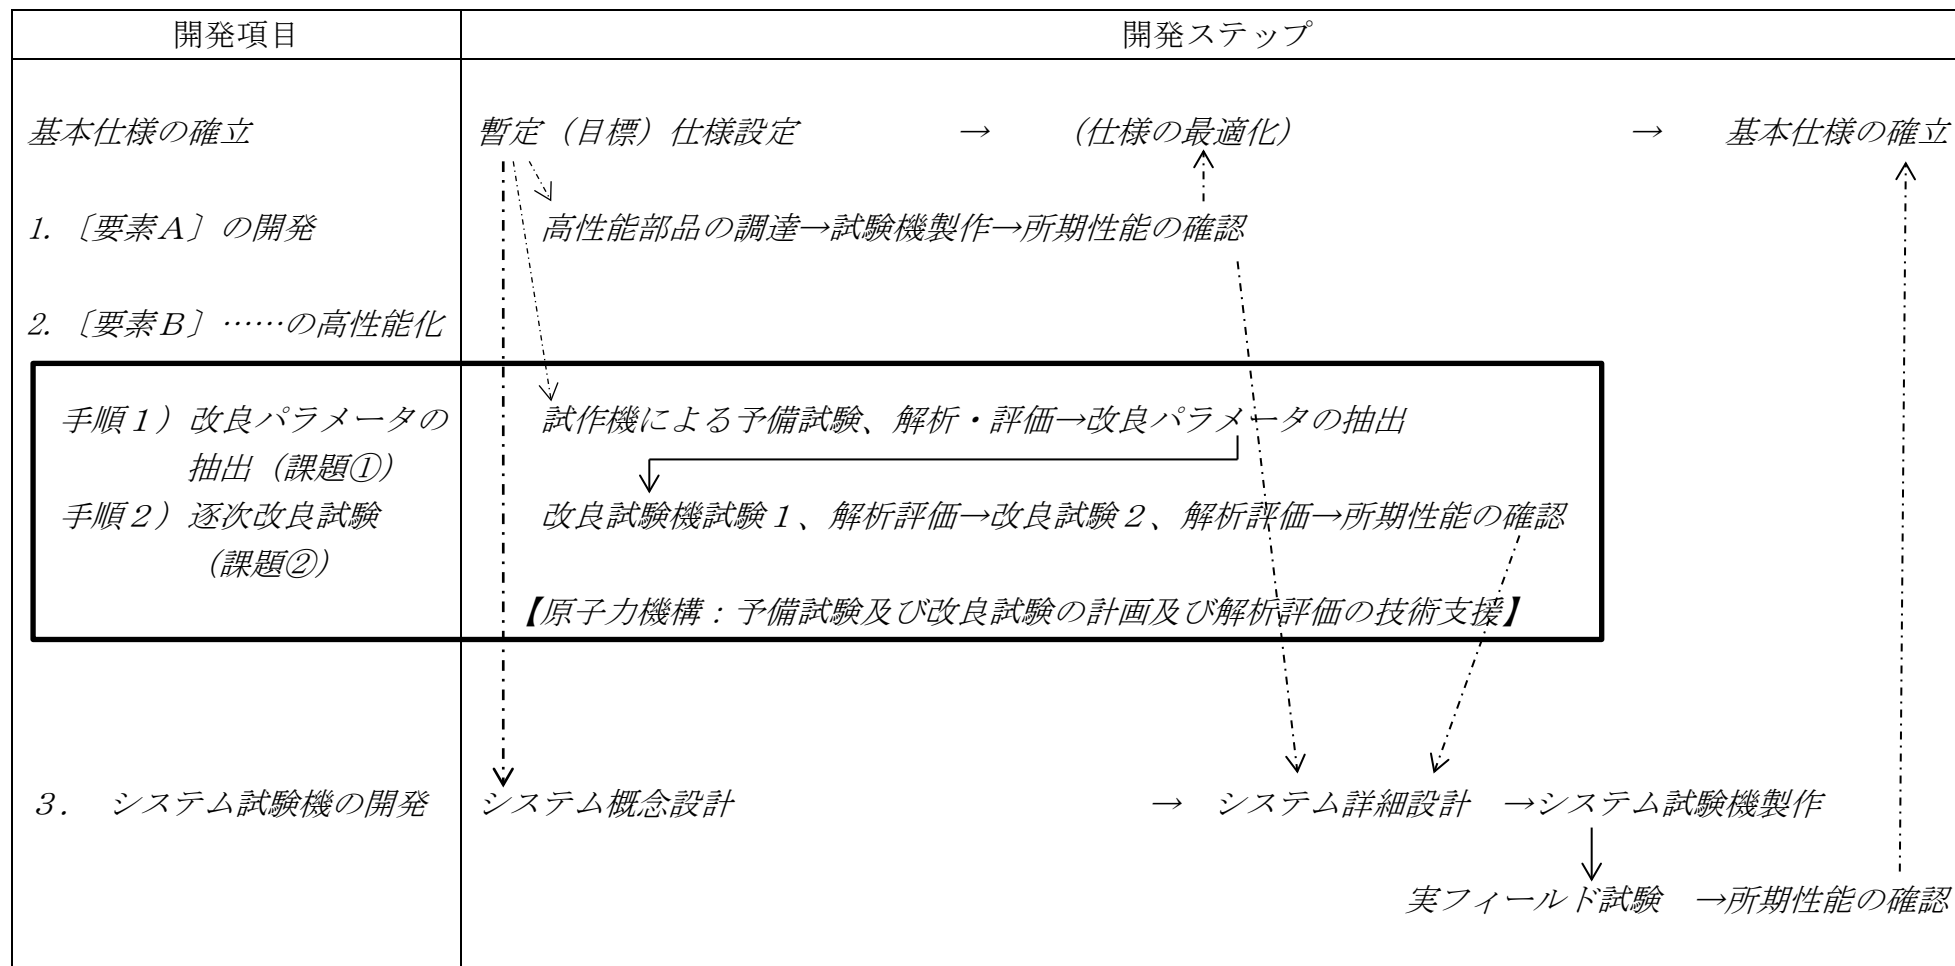 開発項目 開発ステップ
基本仕様の確立 暫定（目標）仕様設定 → （仕様の最適化） → 基本仕様の確立
1. 〔要素Ａ〕の開発 高性能部品の調達→試験機製作→所期性能の確認
2. 〔要素Ｂ〕……の高性能化
手順１）改良パラメータの 試作機による予備試験、解析・評価→改良パラメータの抽出
抽出（課題①）
手順２）逐次改良試験 改良試験機試験１、解析評価→改良試験２、解析評価→所期性能の確認
（課題②）
【原子力機構：予備試験及び改良試験の計画及び解析評価の技術支援】
３． システム試験機の開発 システム概念設計 → システム詳細設計 →システム試験機製作
実フィールド試験 →所期性能の確認